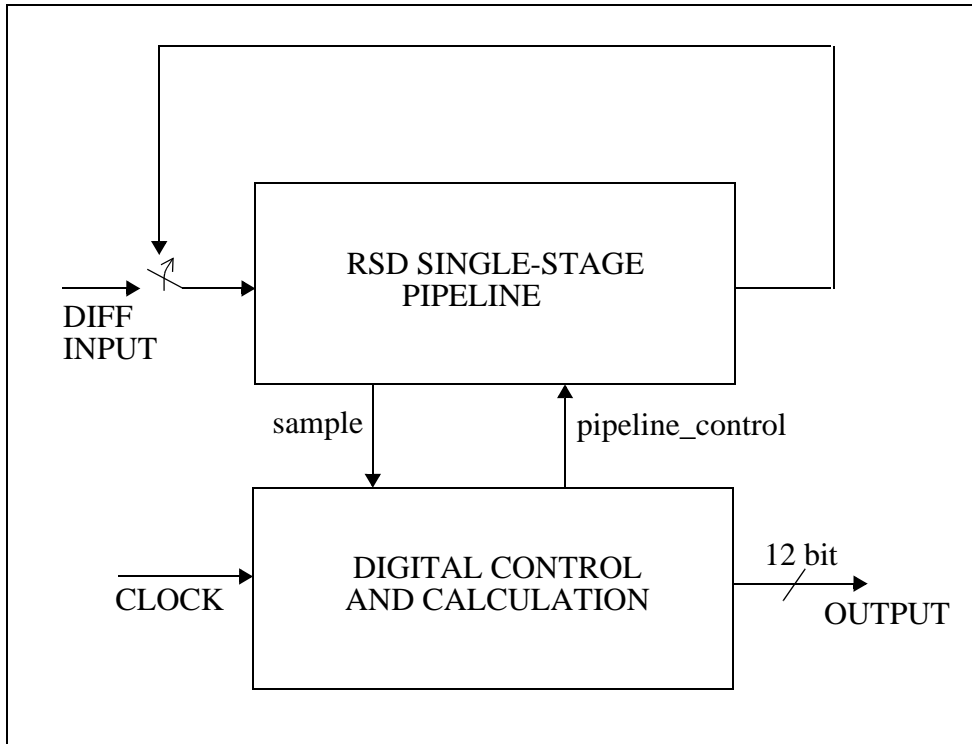 RSD SINGLE-STAGE
PIPELINE
DIFF
INPUT
sample
pipeline_control
12 bit
DIGITAL CONTROL
AND CALCULATION
CLOCK
OUTPUT